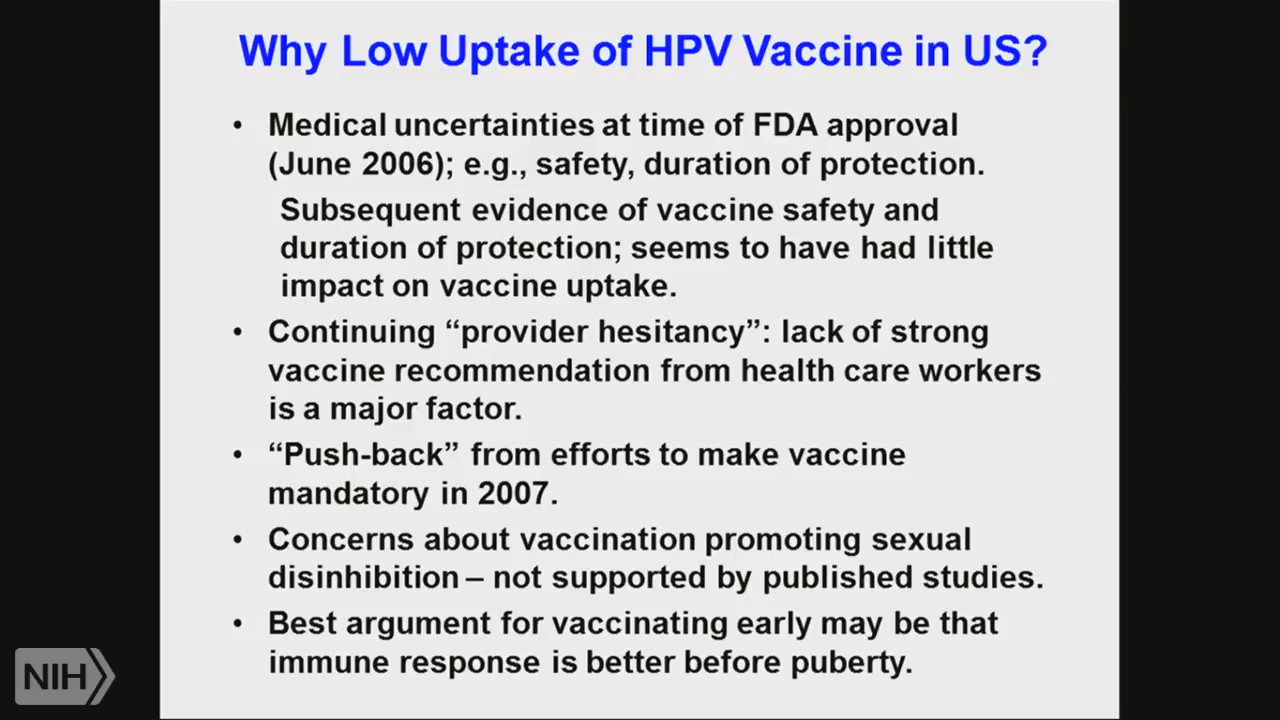 Why Low Uptake of HPV Vaccine in US?
• Medical uncertainties at time of FDA approval
(June 2006); e.g., safety, duration of protection.
Subsequent evidence of vaccine safety and
duration of protection; seems to have had little
impact on vaccine uptake.
• Continuing “provider hesitancy”: lack of strong
vaccine recommendation from health care workers
is a major factor.
• “Push-back” from efforts to make vaccine
mandatory in 2007.
• Concerns about vaccination promoting sexual
disinhibition – not supported by published studies.
• Best argument for vaccinating early may be that
immune response is better before puberty.
NIH